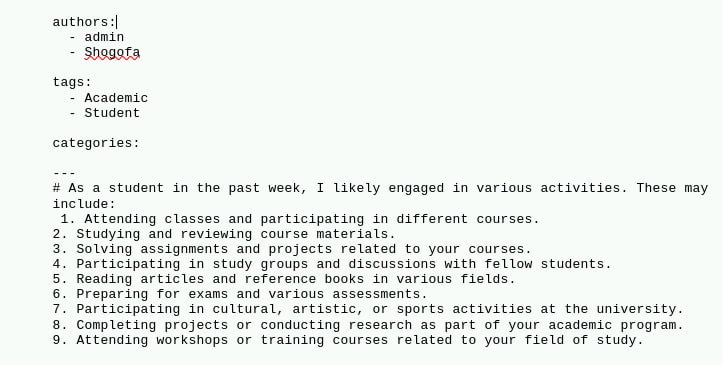 authors:
  - admin
  - Shogofa
tags:
  - Academic
  - Student
categories:
---
# As a student in the past week, I likely engaged in various activities. These may
include:
 1. Attending classes and participating in different courses.
2. Studying and reviewing course materials.
3. Solving assignments and projects related to your courses.
4. Participating in study groups and discussions with fellow students.
5. Reading articles and reference books in various fields.
6. Preparing for exams and various assessments.
7. Participating in cultural, artistic, or sports activities at the university.
8. Completing projects or conducting research as part of your academic program.
9. Attending workshops or training courses related to your field of study.